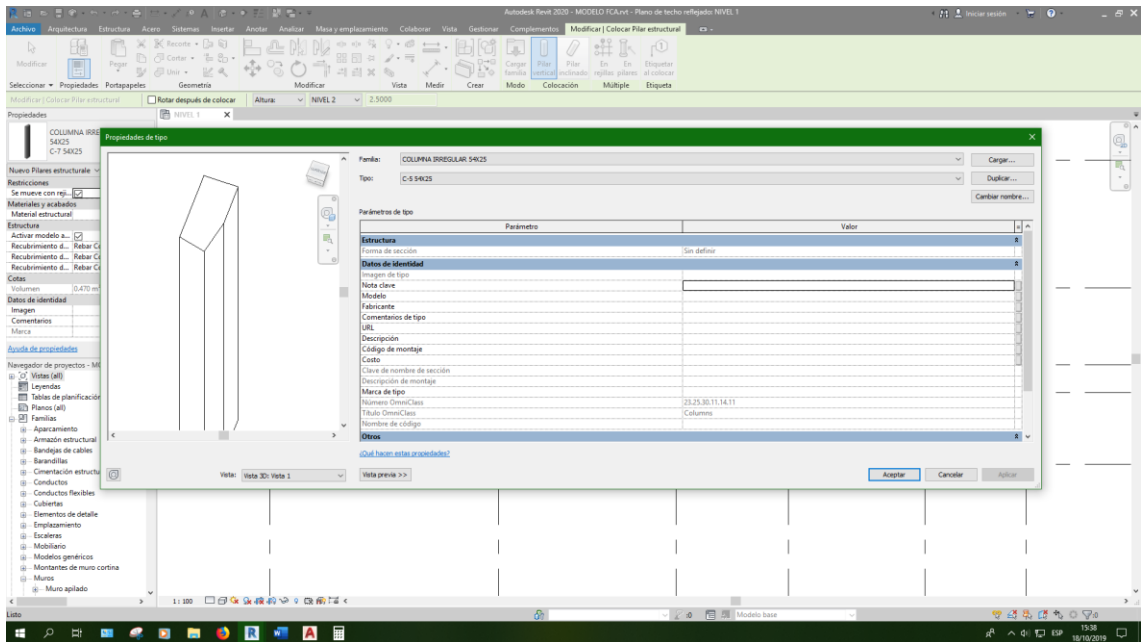 Autodesk Revit 2020 - MODELO FCA.rvt - Plano de techo reflejado: NIVEL 1
Iniciar sesión
Archivo Arquitectura Estructura Acero Sistemas Insertar Anotar Analizar Masa y emplazamiento Colaborar Vista Gestionar Complementos Modificar | Colocar Pilar estructural
Modificar
Pegar
Recorte
Cortar
Unir
Cargar familia
Pilar vertical
Pilar inclinado
En rejillas
En pilares
Etiquetar al colocar
Seleccionar Propiedades Portapapeles Geometría Modificar Vista Medir Crear Modo Colocación Múltiple Etiqueta
Modificar | Colocar Pilar estructural Rotar después de colocar Altura: NIVEL 2 2.5000
Propiedades
NIVEL 1
COLUMNA IRRE
54X25
C-7 54X25
Nuevo Pilares estructurale
Restricciones
Se mueve con reji...
Materiales y acabados
Material estructural
Estructura
Activar modelo a...
Recubrimiento d... Rebar Co
Recubrimiento d... Rebar Co
Recubrimiento d... Rebar Co
Cotas
Volumen 0.470 m
Datos de identidad
Imagen
Comentarios
Marca
Ayuda de propiedades
Navegador de proyectos - MO
Vistas (all)
Leyendas
Tablas de planificación
Planos (all)
Familias
Aparcamiento
Armazón estructural
Bandejas de cables
Barandillas
Cimentación estructu
Conductos
Conductos flexibles
Cubiertas
Elementos de detalle
Emplazamiento
Escaleras
Mobiliario
Modelos genéricos
Montantes de muro cortina
Muros
Muro apilado
Propiedades de tipo
Familia: COLUMNA IRREGULAR 54X25 Cargar...
Tipo: C-5 54X25 Duplicar...
Cambiar nombre...
Parámetros de tipo
Parámetro Valor
Estructura
Forma de sección Sin definir
Datos de identidad
Imagen de tipo
Nota clave
Modelo
Fabricante
Comentarios de tipo
URL
Descripción
Código de montaje
Costo
Clave de nombre de sección
Descripción de montaje
Marca de tipo
Número OmniClass 23.25.30.11.14.11
Título OmniClass Columns
Nombre de código
Otros
¿Qué hacen estas propiedades?
Vista: Vista 3D: Vista 1 Vista previa >> Aceptar Cancelar Aplicar
1 : 100
Listo
:0 Modelo base
:0
ESP
15:38
18/10/2019